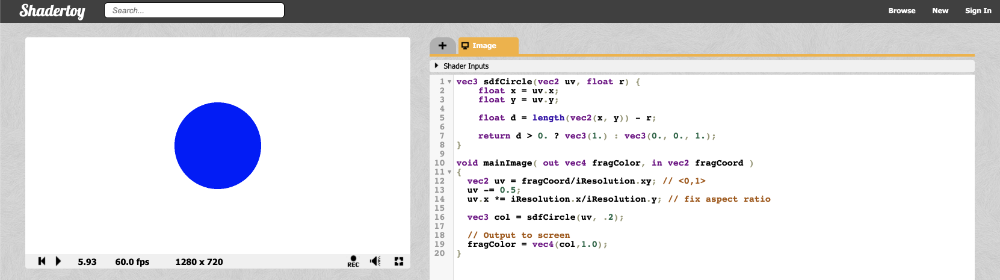 Shadertoy Search... Browse New Sign In
+ Image
Shader Inputs
1 vec3 sdfCircle(vec2 uv, float r) {
2 float x = uv.x;
3 float y = uv.y;
4
5 float d = length(vec2(x, y)) - r;
6
7 return d > 0. ? vec3(1.) : vec3(0., 0., 1.);
8 }
9
10 void mainImage( out vec4 fragColor, in vec2 fragCoord )
11 {
12 vec2 uv = fragCoord/iResolution.xy; // <0,1>
13 uv -= 0.5;
14 uv.x *= iResolution.x/iResolution.y; // fix aspect ratio
15
16 vec3 col = sdfCircle(uv, .2);
17
18 // Output to screen
19 fragColor = vec4(col,1.0);
20 }
5.93 60.0 fps 1280 x 720 REC